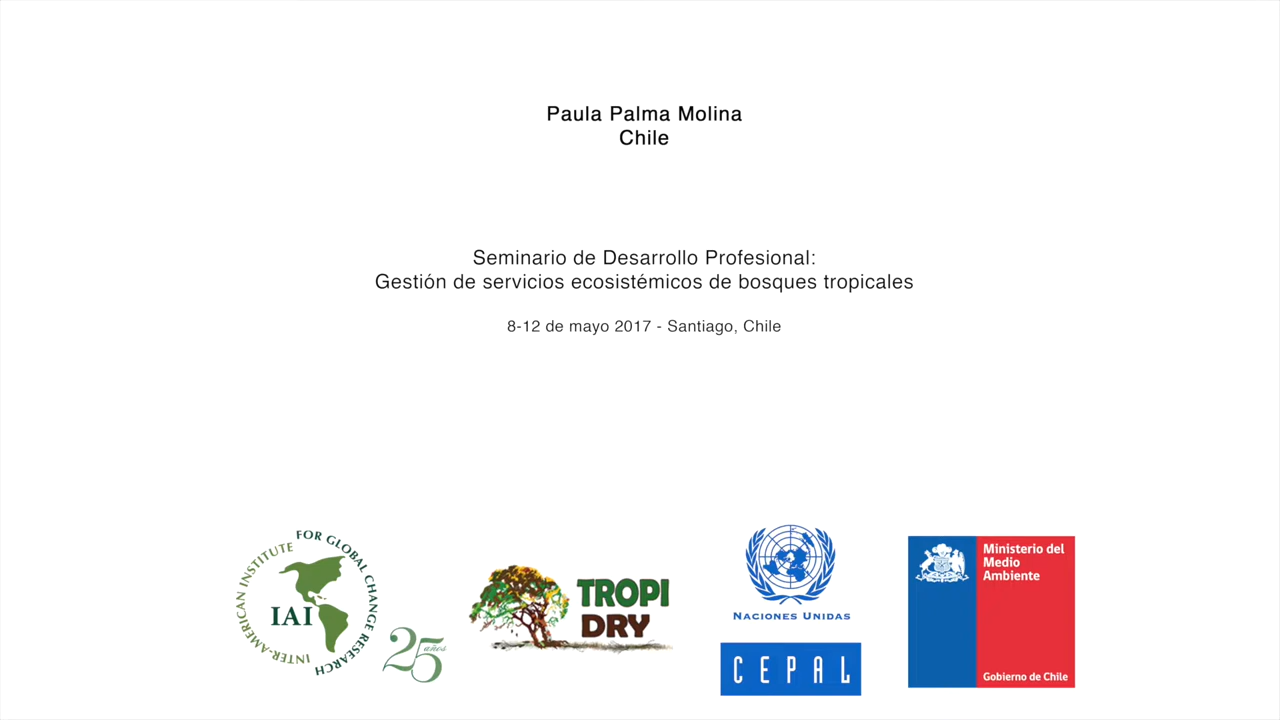 Paula Palma Molina
Chile
Seminario de Desarrollo Profesional:
Gestión de servicios ecosistémicos de bosques tropicales
8-12 de mayo 2017 - Santiago, Chile
INTER-AMERICAN INSTITUTE FOR GLOBAL CHANGE RESEARCH
IAI
25 años
TROPI
DRY
NACIONES UNIDAS
CEPAL
Ministerio del
Medio
Ambiente
Gobierno de Chile